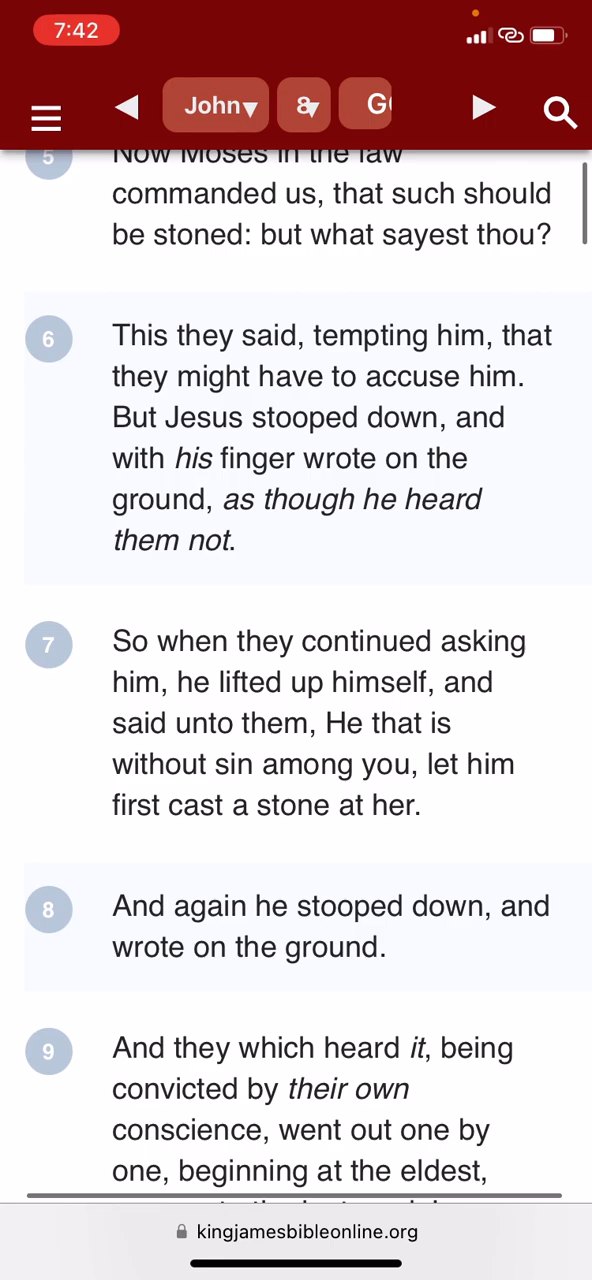 7:42
John▼ 8▼ G
5 Now Moses in the law
commanded us, that such should
be stoned: but what sayest thou?
6 This they said, tempting him, that
they might have to accuse him.
But Jesus stooped down, and
with his finger wrote on the
ground, as though he heard
them not.
7 So when they continued asking
him, he lifted up himself, and
said unto them, He that is
without sin among you, let him
first cast a stone at her.
8 And again he stooped down, and
wrote on the ground.
9 And they which heard it, being
convicted by their own
conscience, went out one by
one, beginning at the eldest,
kingjamesbibleonline.org